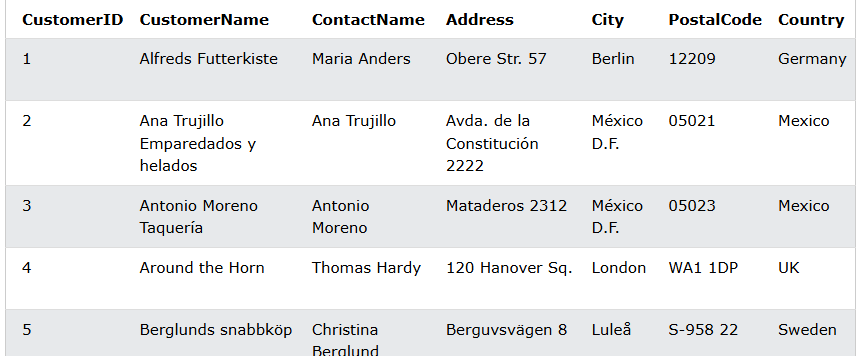 CustomerID CustomerName ContactName Address City PostalCode Country
1 Alfreds Futterkiste Maria Anders Obere Str. 57 Berlin 12209 Germany
2 Ana Trujillo Ana Trujillo Avda. de la México 05021 Mexico
Emparedados y Constitución D.F.
helados 2222
3 Antonio Moreno Antonio Mataderos 2312 México 05023 Mexico
Taquería Moreno D.F.
4 Around the Horn Thomas Hardy 120 Hanover Sq. London WA1 1DP UK
5 Berglunds snabbköp Christina Berguvsvägen 8 Luleå S-958 22 Sweden
Berglund